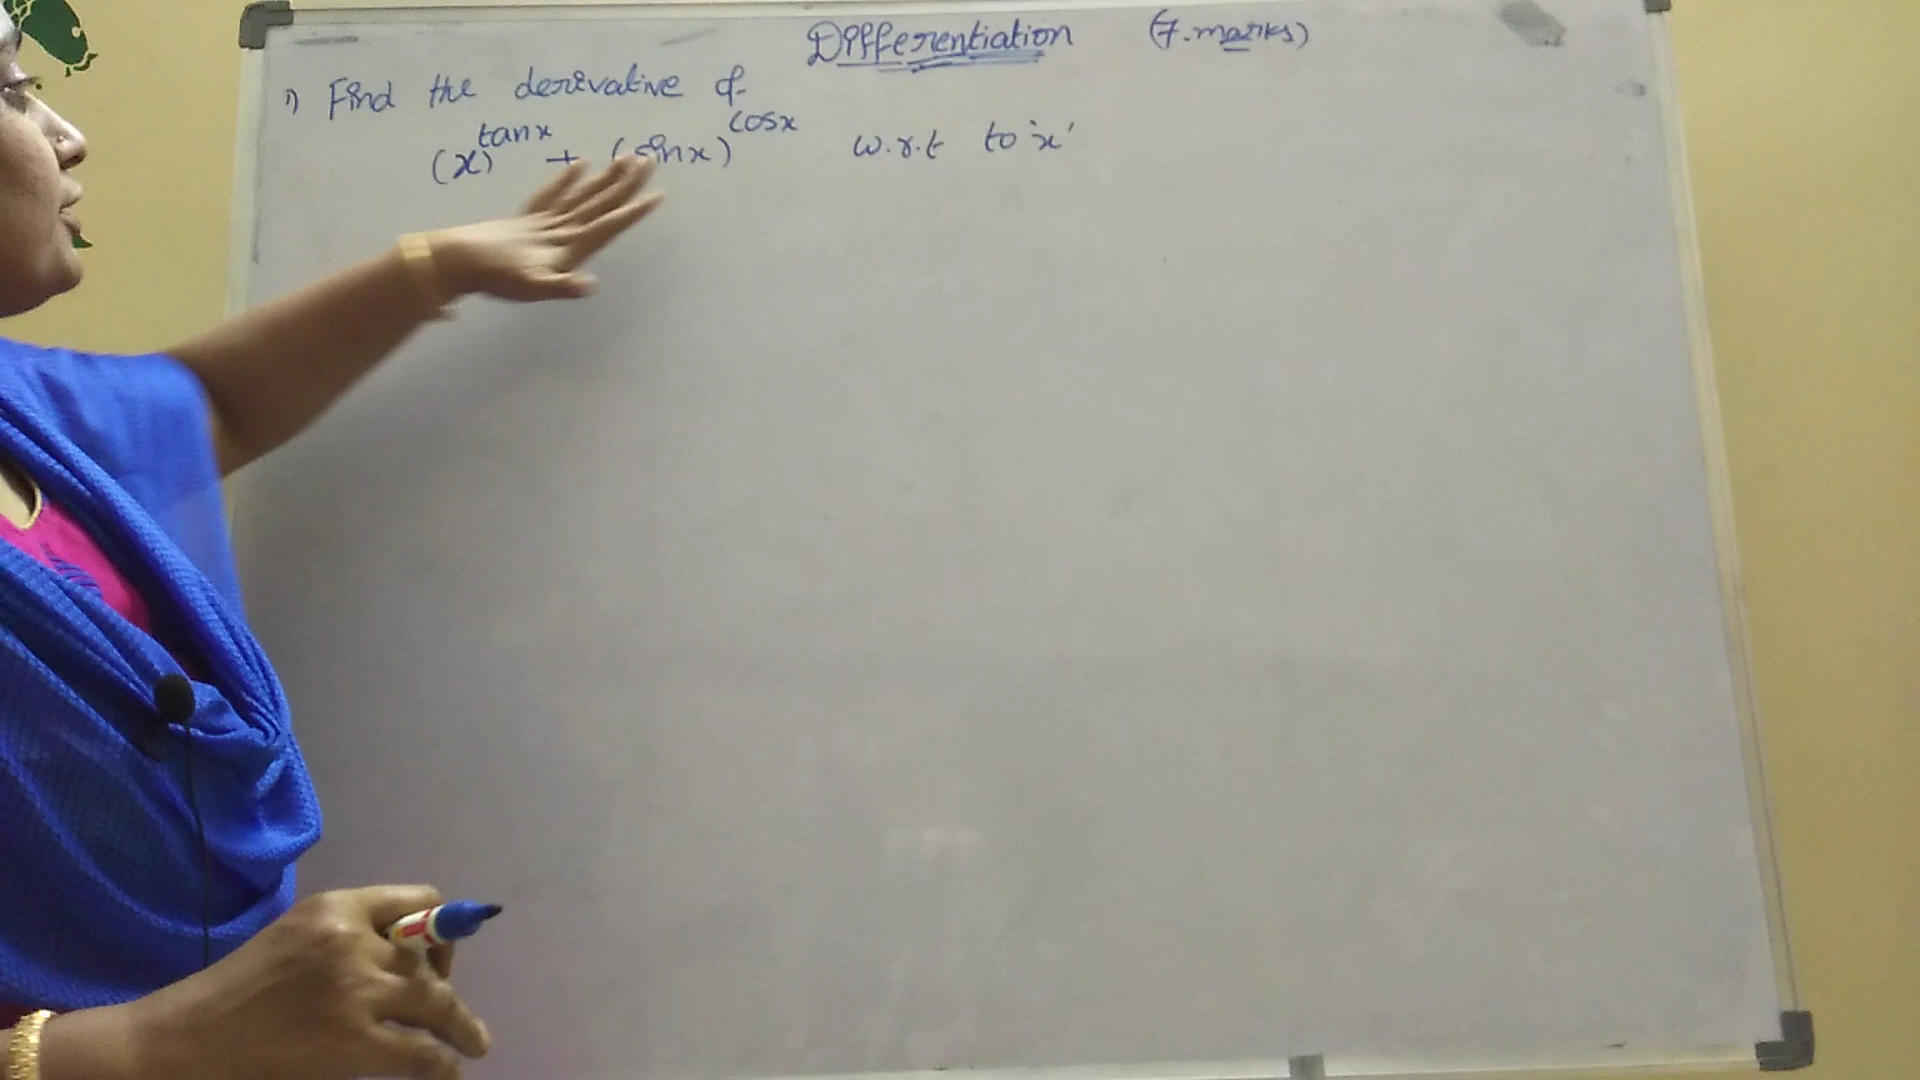 Differentiation (7.marks)
1) Find the derivative of
(x)^tanx + (sinx)^cosx w.r.t to 'x'